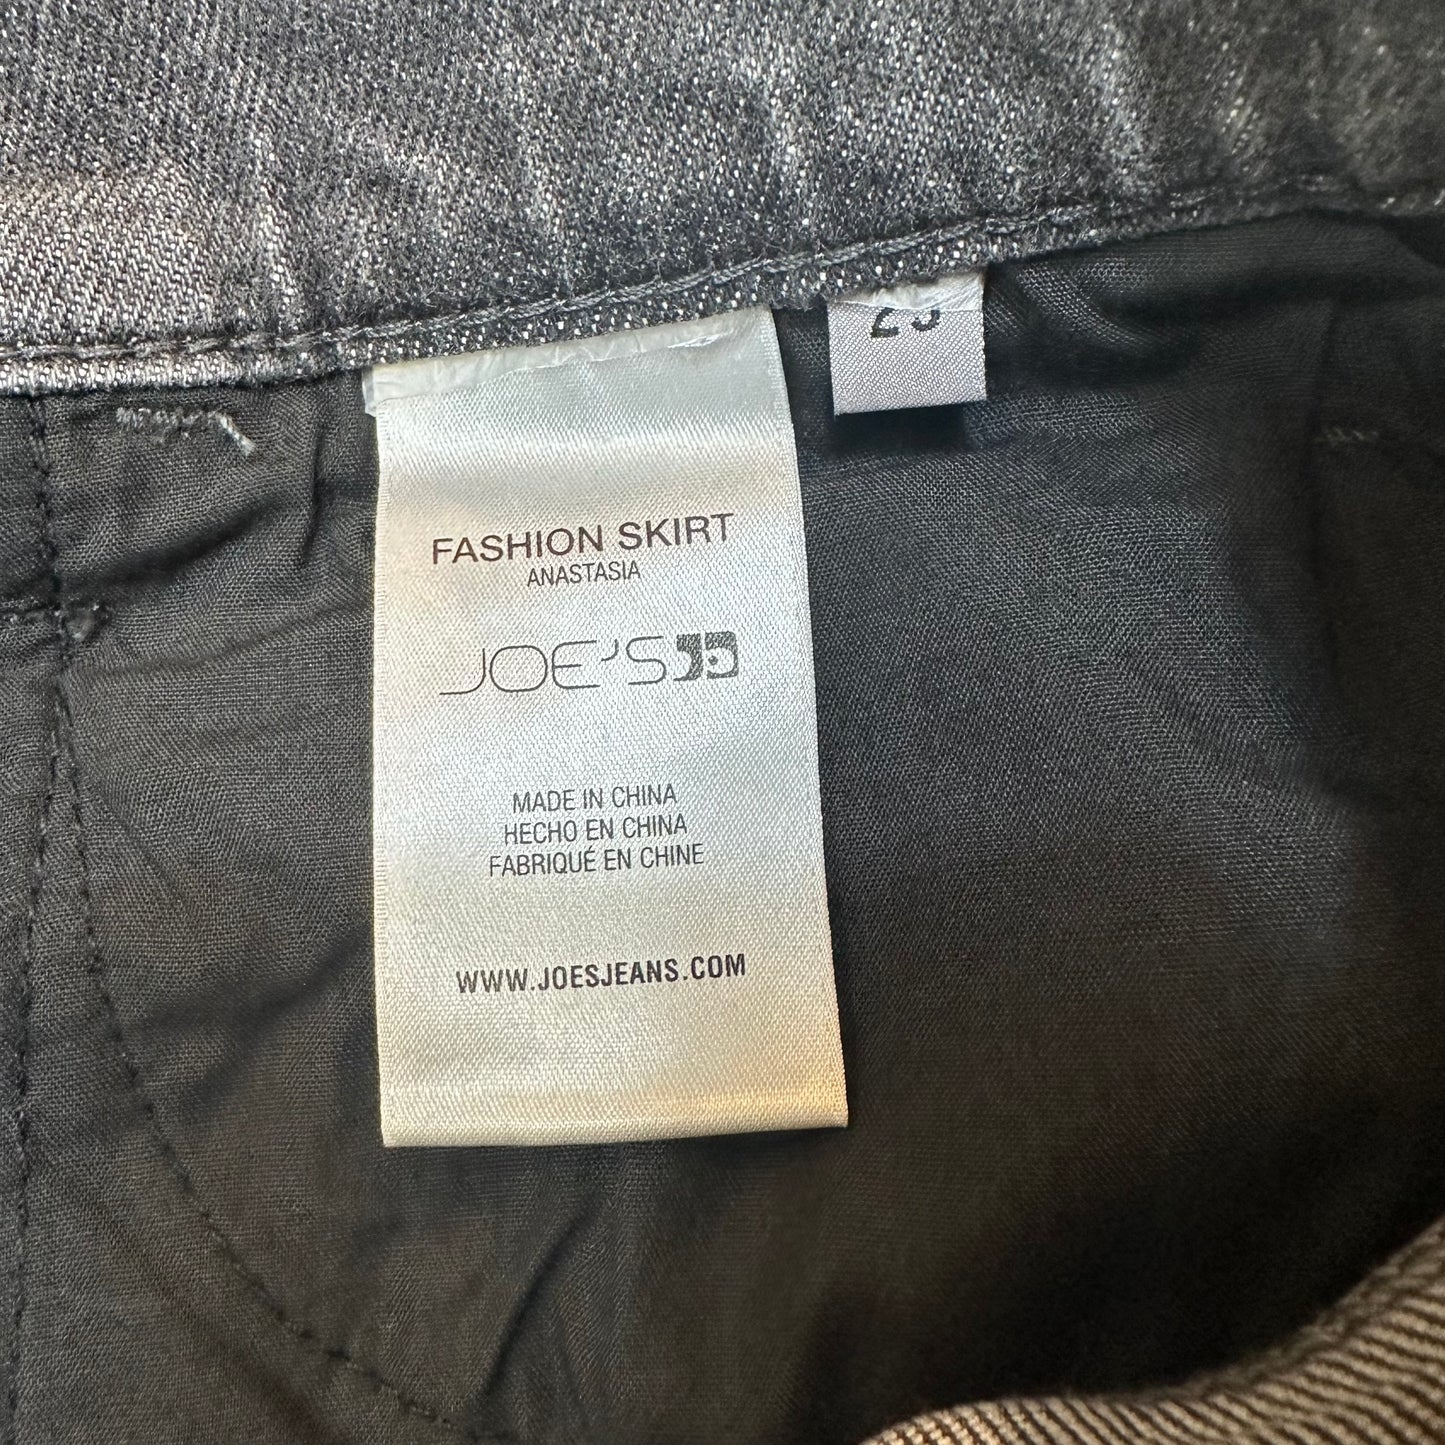 FASHION SKIRT
ANASTASIA
JOE'S
MADE IN CHINA
HECHO EN CHINA
FABRIQUÉ EN CHINE
WWW.JOESJEANS.COM